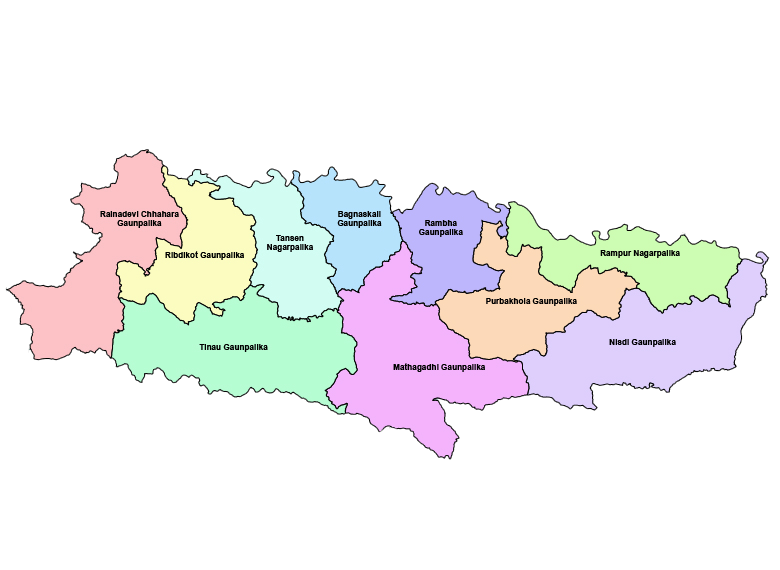 Rainadevi Chhahara
Gaunpalika
Ribdikot Gaunpalika
Tansen
Nagarpalika
Bagnaskali
Gaunpalika
Rambha
Gaunpalika
Rampur Nagarpalika
Purbakhola Gaunpalika
Nisdi Gaunpalika
Tinau Gaunpalika
Mathagadhi Gaunpalika